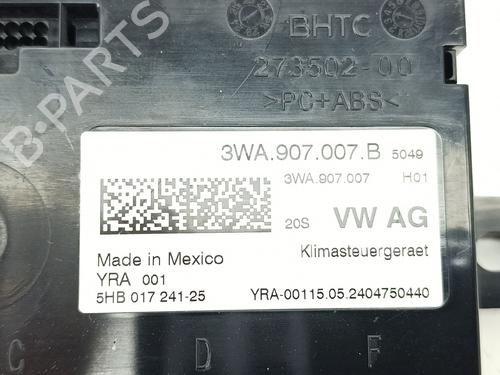 BHTC
273502-00
>PC+ABS<
B-PARTS
3WA.907.007.B 5049
3WA.907.007 H01
20S VW AG
Made in Mexico Klimasteuergeraet
YRA 001
5HB 017 241-25 YRA-00115.05.2404750440
C D F